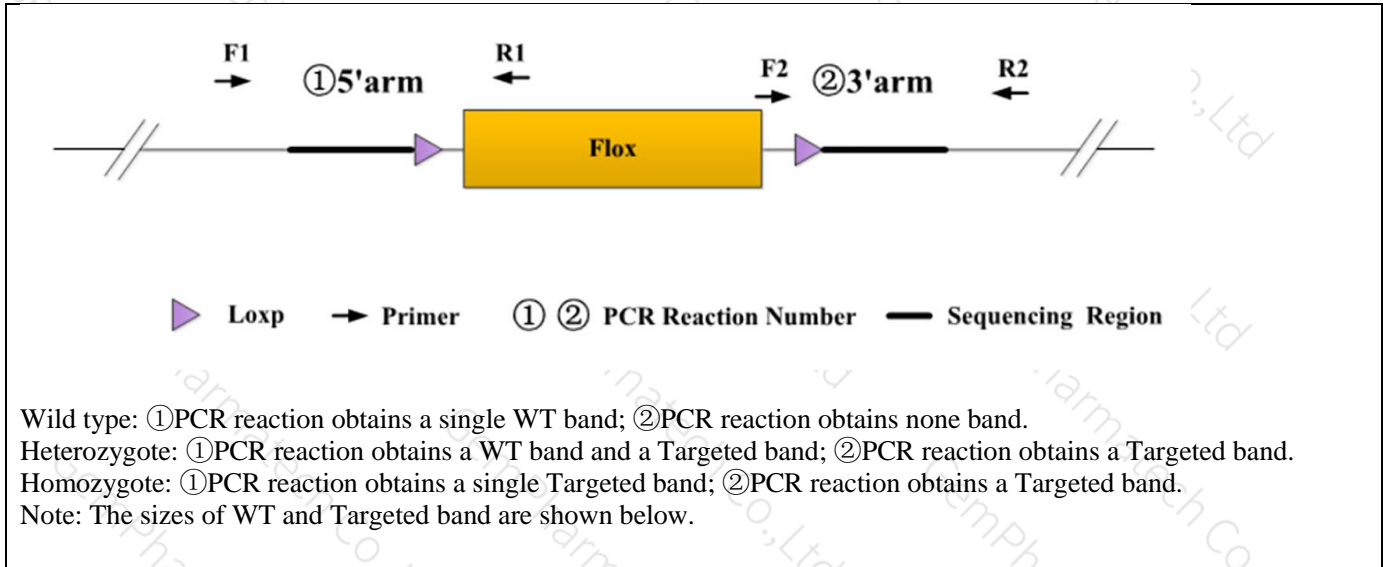 F1
①5'arm
R1
F2
②3'arm
R2
Flox
Loxp
Primer
① ② PCR Reaction Number
Sequencing Region
Wild type: ①PCR reaction obtains a single WT band; ②PCR reaction obtains none band.
Heterozygote: ①PCR reaction obtains a WT band and a Targeted band; ②PCR reaction obtains a Targeted band.
Homozygote: ①PCR reaction obtains a single Targeted band; ②PCR reaction obtains a Targeted band.
Note: The sizes of WT and Targeted band are shown below.